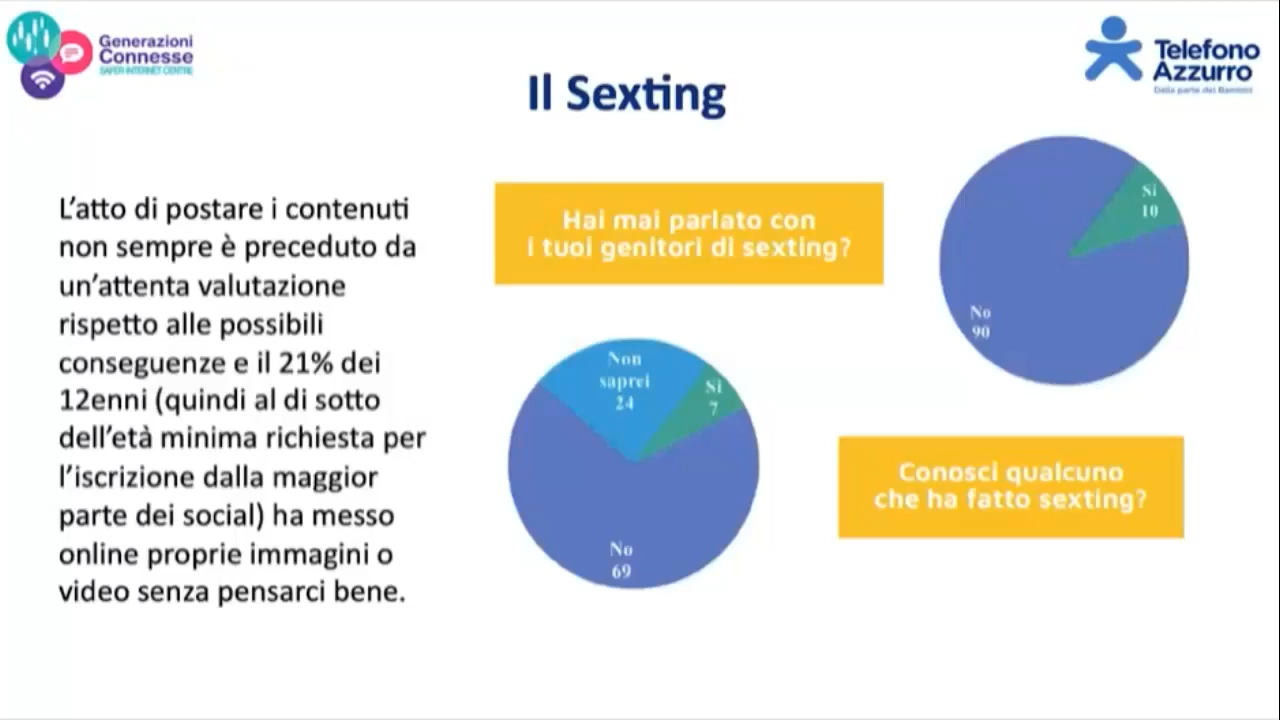 Generazioni
Connesse
SAFER INTERNET CENTRE
Telefono
Azzurro
Dalla parte dei Bambini
Il Sexting
L'atto di postare i contenuti
non sempre è preceduto da
un'attenta valutazione
rispetto alle possibili
conseguenze e il 21% dei
12enni (quindi al di sotto
dell'età minima richiesta per
l'iscrizione dalla maggior
parte dei social) ha messo
online proprie immagini o
video senza pensarci bene.
Hai mai parlato con
i tuoi genitori di sexting?
Si
10
No
90
Non
saprei
24
Si
7
No
69
Conosci qualcuno
che ha fatto sexting?